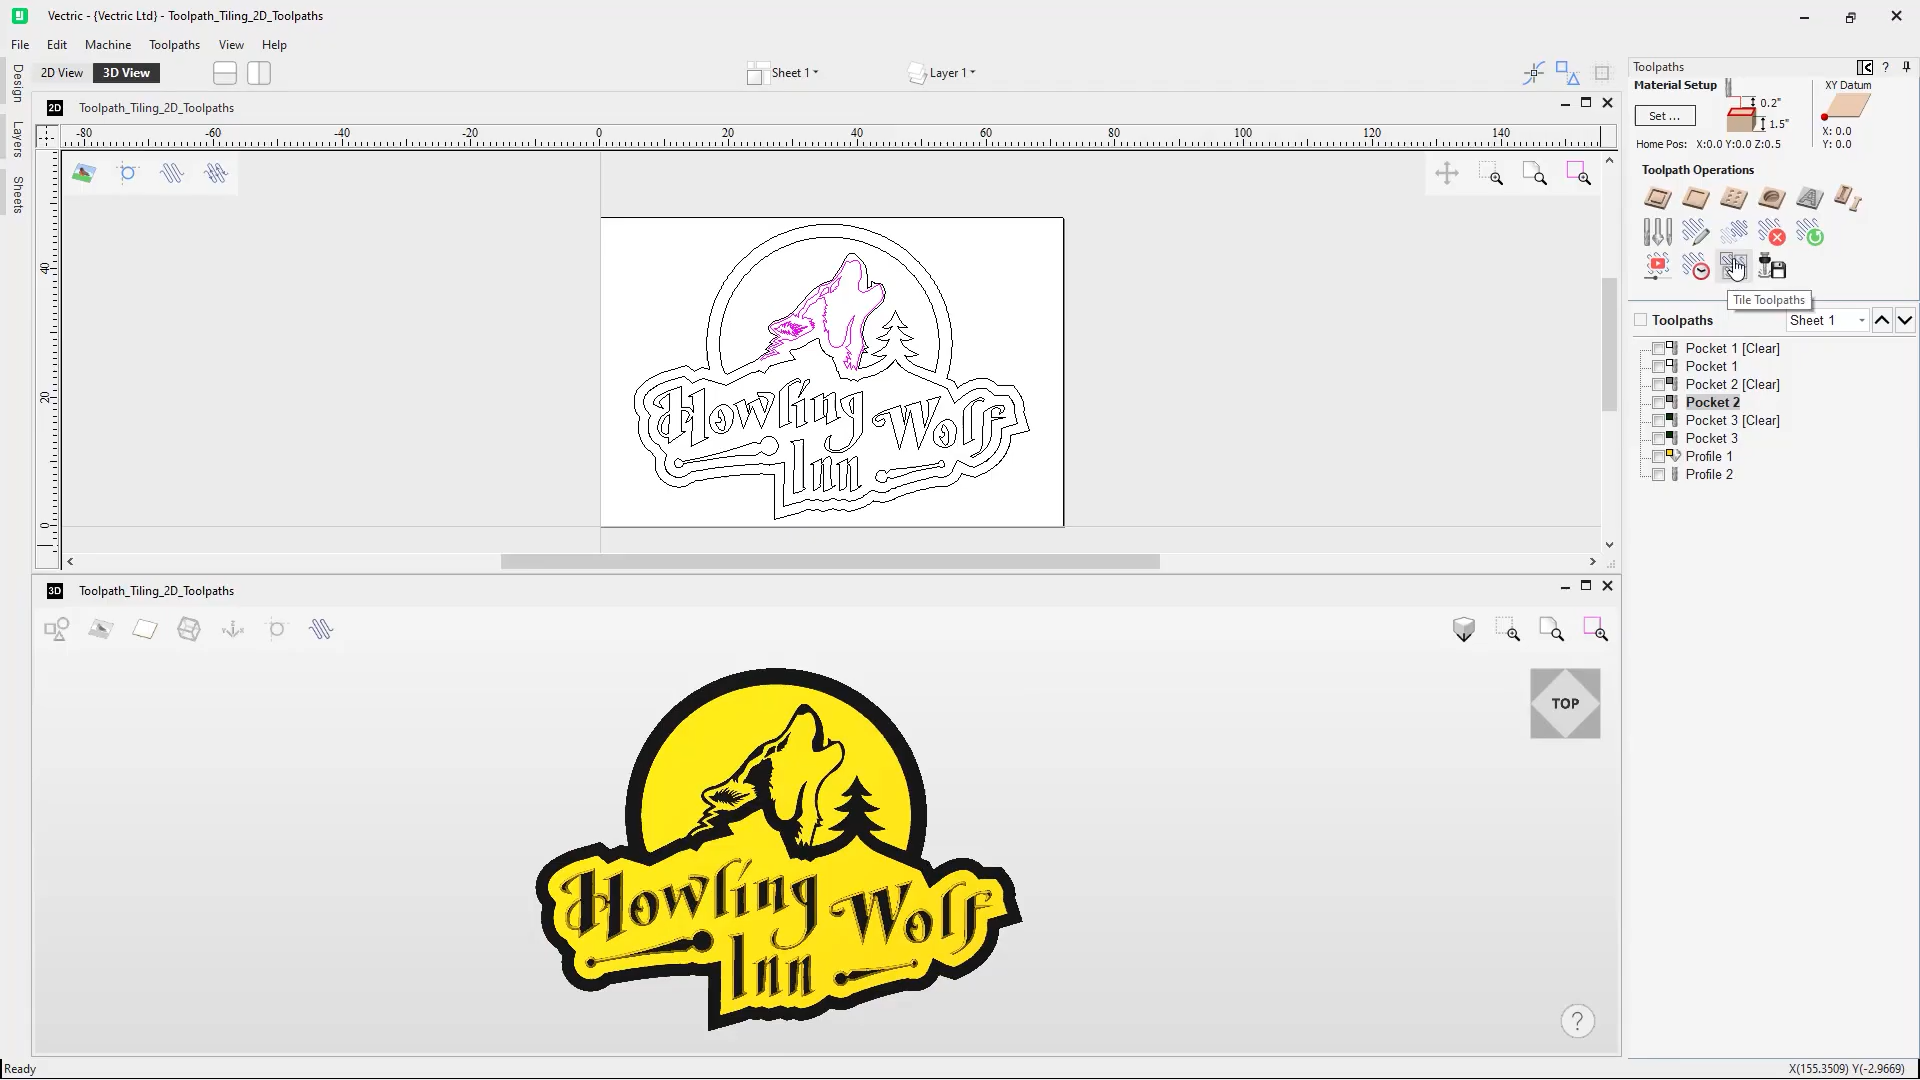 Vectric - {Vectric Ltd} - Toolpath_Tiling_2D_Toolpaths
File Edit Machine Toolpaths View Help
2D View 3D View Sheet 1 Layer 1
Design
Layers
Sheets
2D Toolpath_Tiling_2D_Toolpaths
-80 -60 -40 -20 0 20 40 60 80 100 120 140
40
20
0
Howling Wolf
Inn
3D Toolpath_Tiling_2D_Toolpaths
TOP
Howling Wolf
Inn
?
Toolpaths ?
Material Setup
Set ...
0.2"
1.5"
XY Datum
X: 0.0
Y: 0.0
Home Pos: X:0.0 Y:0.0 Z:0.5
Toolpath Operations
Tile Toolpaths
Toolpaths Sheet 1
Pocket 1 [Clear]
Pocket 1
Pocket 2 [Clear]
Pocket 2
Pocket 3 [Clear]
Pocket 3
Profile 1
Profile 2
Ready
X(155.3509) Y(-2.9669)